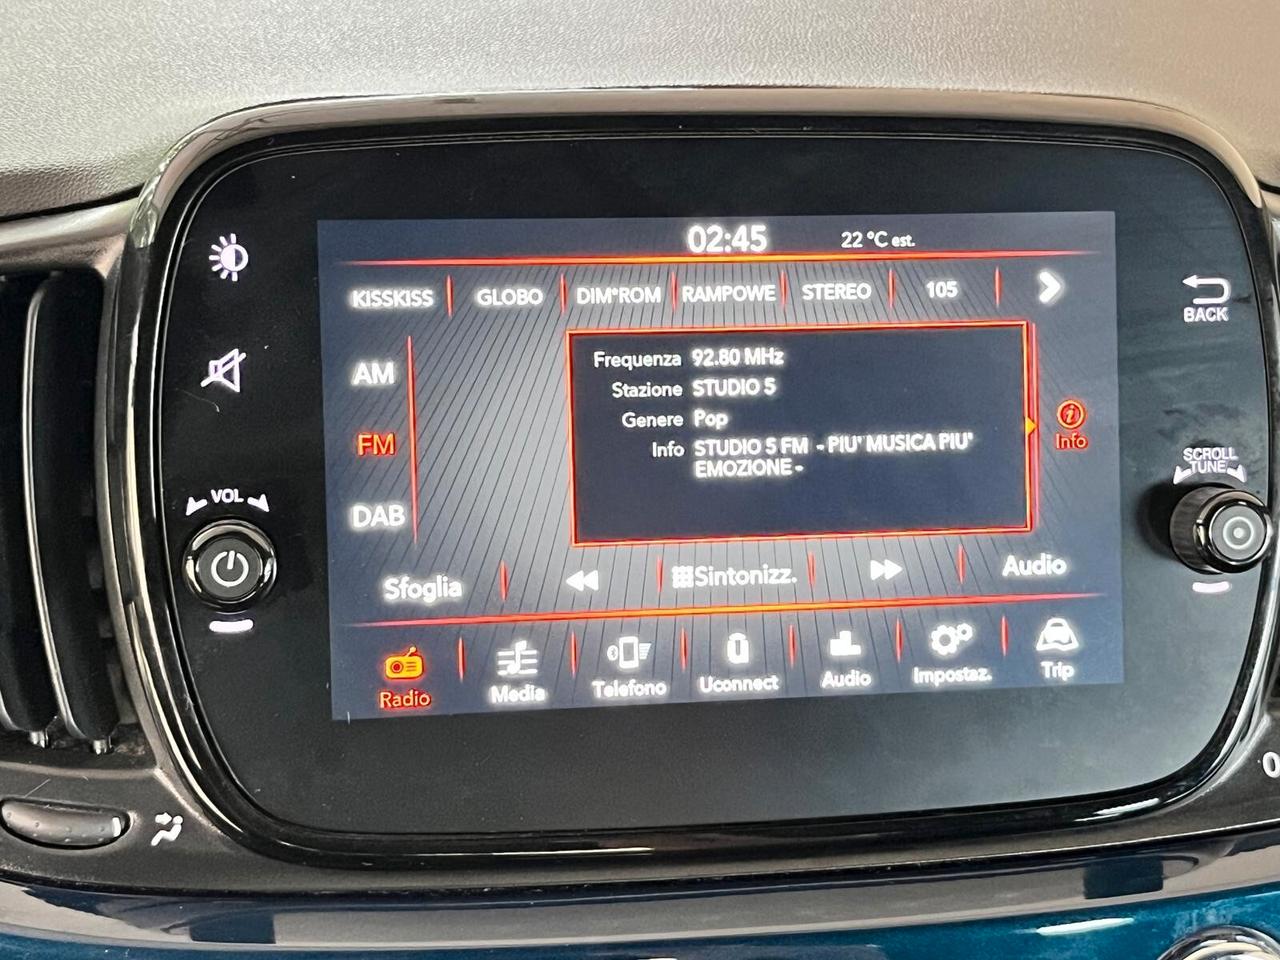 02:45 22 °C est.
KISSKISS GLOBO DIM*ROM RAMPOWE STEREO 105
BACK
Frequenza 92.80 MHz
AM
Stazione STUDIO 5
Genere Pop
FM
Info STUDIO 5 FM - PIU' MUSICA PIU'
EMOZIONE -
Info
SCROLL
TUNE
VOL
DAB
Sfoglia Sintonizz. Audio
Radio Media Telefono Uconnect Audio Impostaz. Trip
0